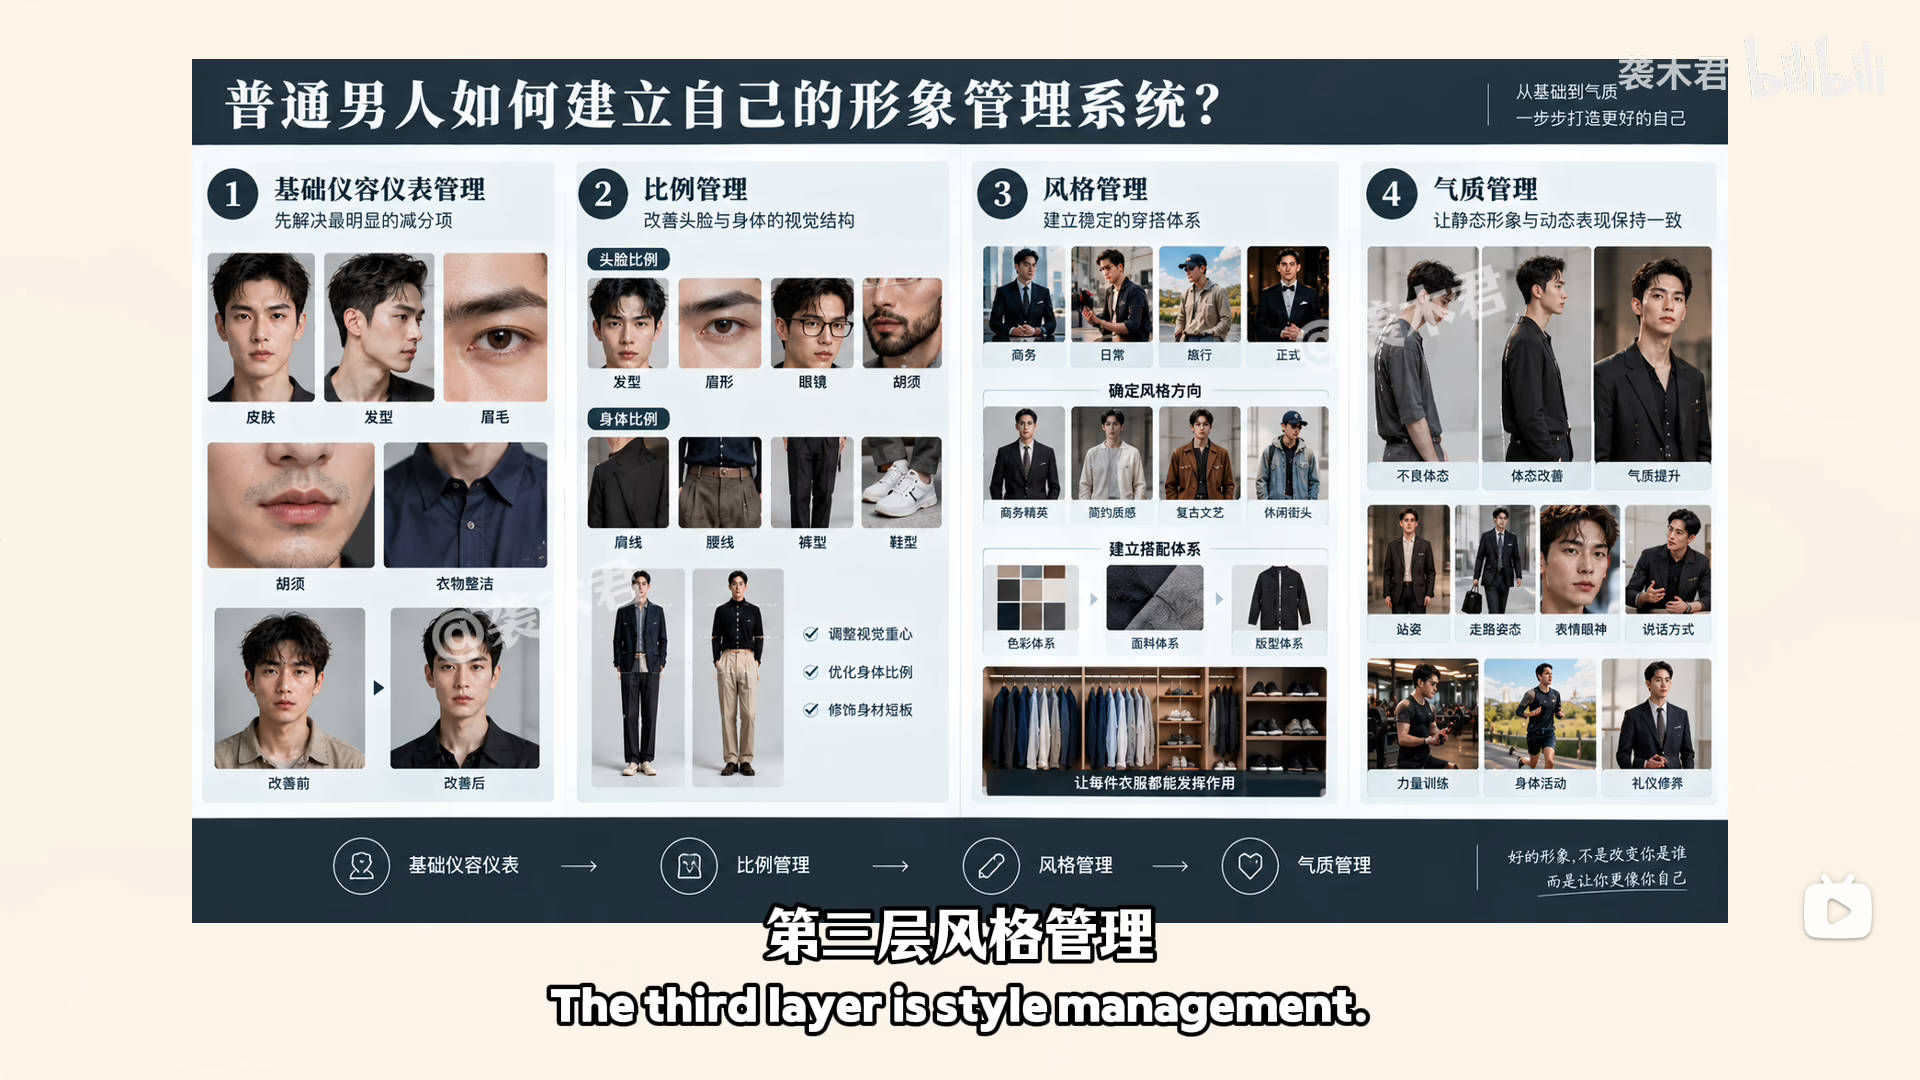 普通男人如何建立自己的形象管理系统？
从基础到气质
一步步打造更好的自己
袭木君
bilibili
1 基础仪容仪表管理
先解决最明显的减分项
皮肤 发型 眉毛
胡须 衣物整洁
改善前 改善后
2 比例管理
改善头脸与身体的视觉结构
头脸比例
发型 眉形 眼镜 胡须
身体比例
肩线 腰线 裤型 鞋型
调整视觉重心
优化身体比例
修饰身材短板
@袭木君
3 风格管理
建立稳定的穿搭体系
商务 日常 旅行 正式
确定风格方向
商务精英 简约质感 复古文艺 休闲街头
建立搭配体系
色彩体系 面料体系 版型体系
让每件衣服都能发挥作用
4 气质管理
让静态形象与动态表现保持一致
@袭木君
不良体态 体态改善 气质提升
站姿 走路姿态 表情眼神 说话方式
力量训练 身体活动 礼仪修养
基础仪容仪表 比例管理 风格管理 气质管理
好的形象,不是改变你是谁
而是让你更像你自己
第三层风格管理
The third layer is style management.